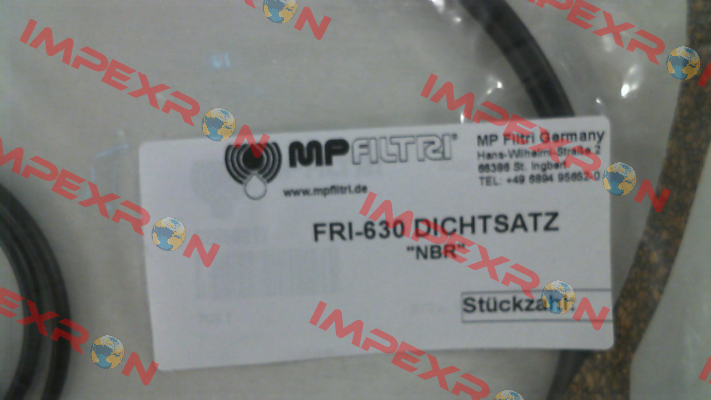 MPFILTRI®
www.mpfiltri.de
MP Filtri Germany
Hans-Wilhelmi-Straße 2
66386 St. Ingbert
TEL: +49 6894 95652-0
FRI-630 DICHTSATZ
"NBR"
Stückzahl:
IMPEXRON
IMPEXRON
IMPEXRON
IMPEXRON
IMPEXRON
IMPEXRON
IMPEXRON